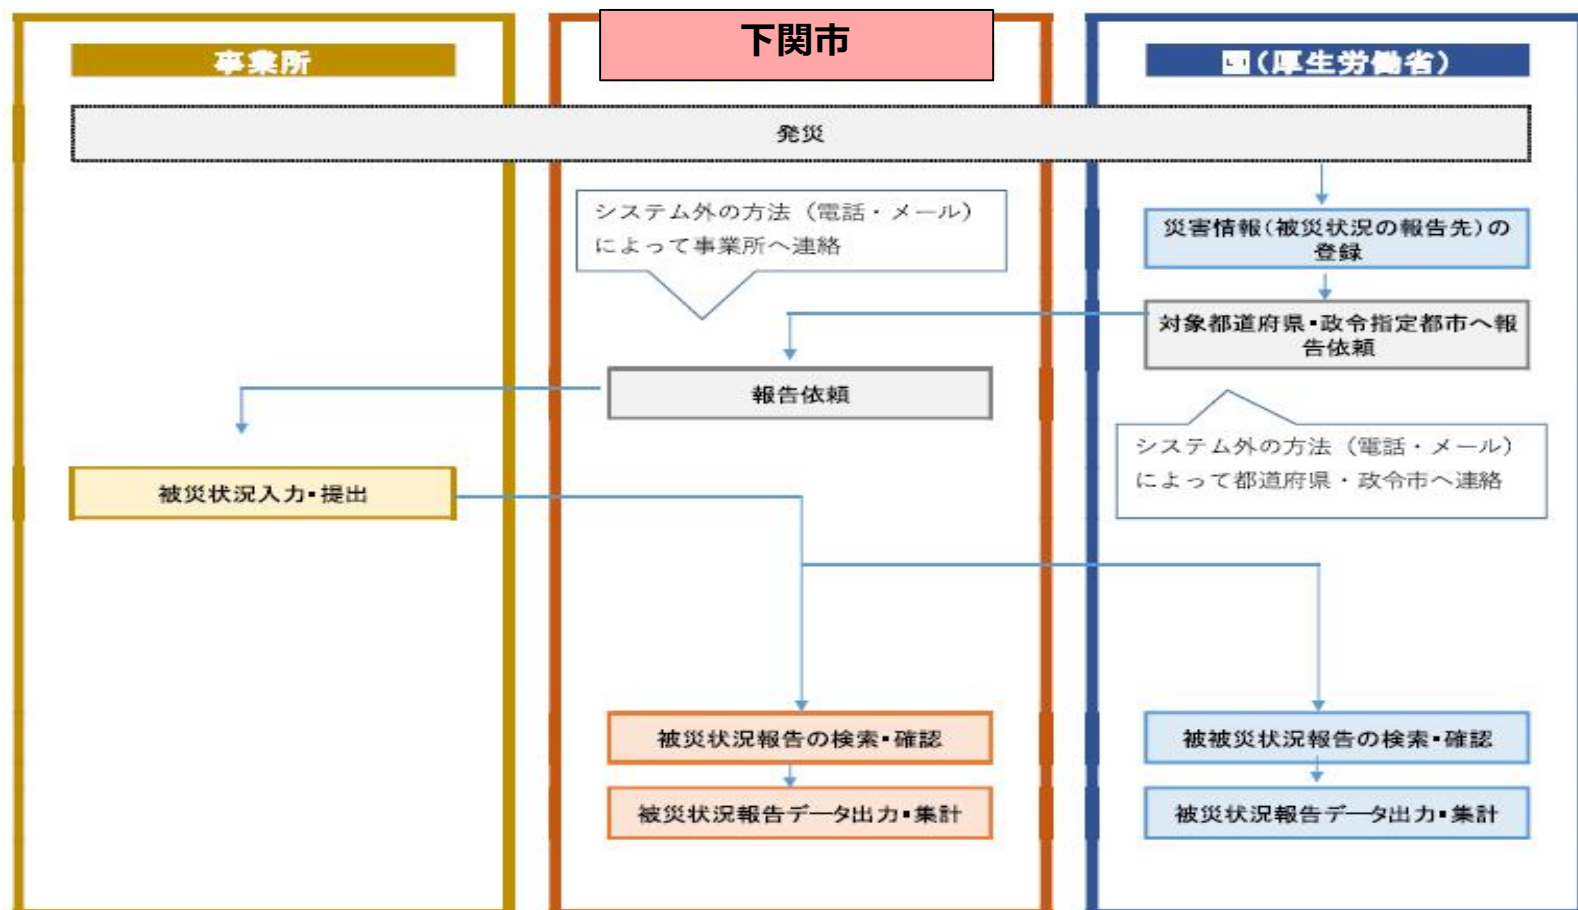 事業所
下関市
国(厚生労働省)
発災
システム外の方法(電話・メール)
によって事業所へ連絡
災害情報(被災状況の報告先)の
登録
対象都道府県・政令指定都市へ報
告依頼
報告依頼
システム外の方法(電話・メール)
によって都道府県・政令市へ連絡
被災状況入力・提出
被災状況報告の検索・確認
被被災状況報告の検索・確認
被災状況報告データ出力・集計
被災状況報告データ出力・集計